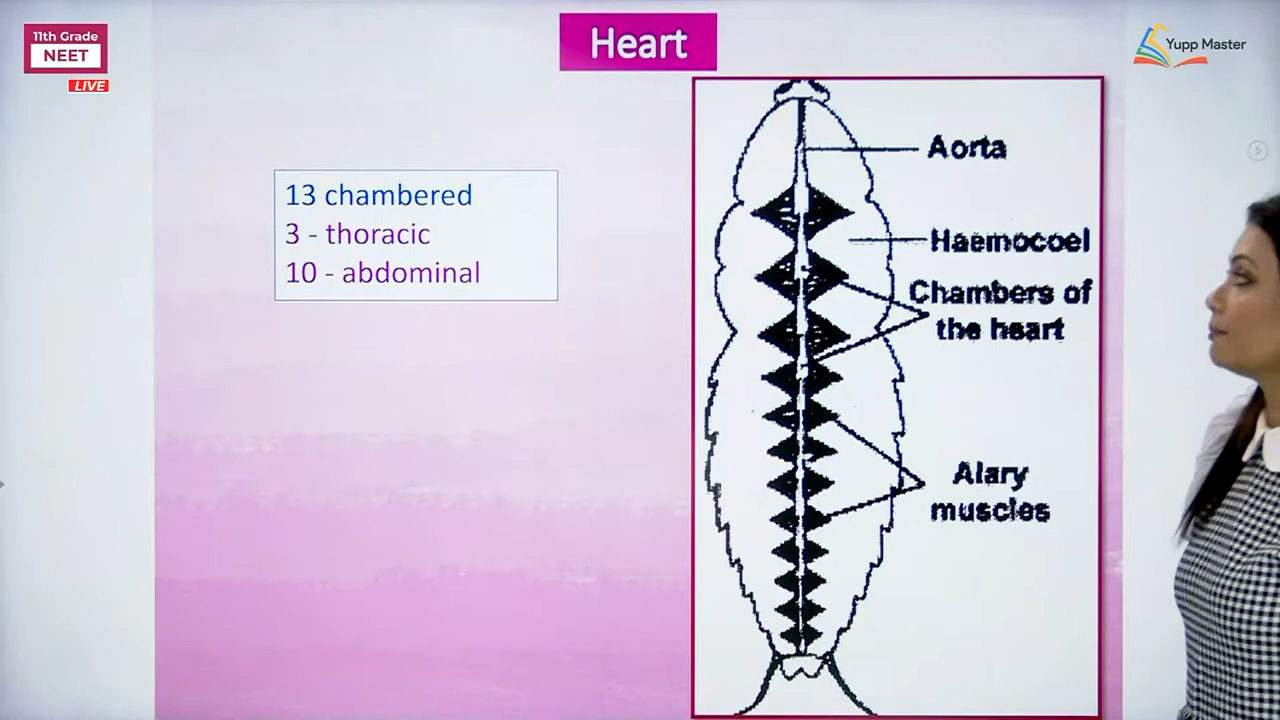 11th Grade
NEET
LIVE
Heart
Yupp Master
13 chambered
3 - thoracic
10 - abdominal
Aorta
Haemocoel
Chambers of
the heart
Alary
muscles